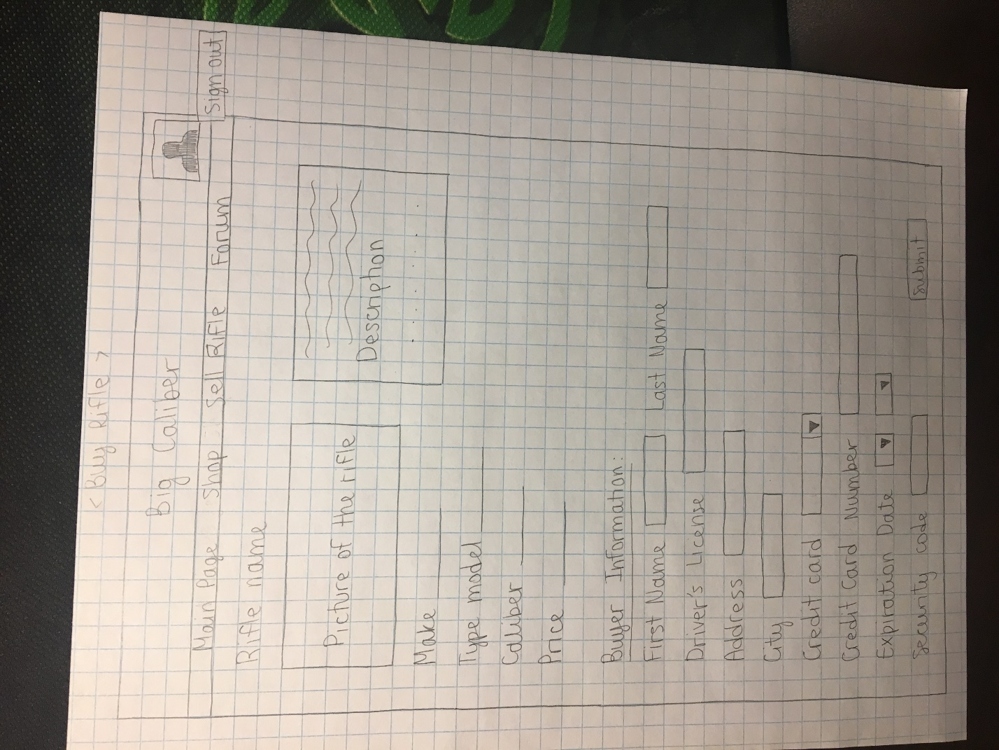 < Buy Rifle >
Big Caliber
Sign out
Main Page Shop Sell Rifle Forum
Rifle name
Picture of the rifle
Description
Make
Type model
Caliber
Price
Buyer Information:
First Name Last Name
Driver's License
Address
City
Credit card
Credit Card Number
Expiration Date
Security code
Submit